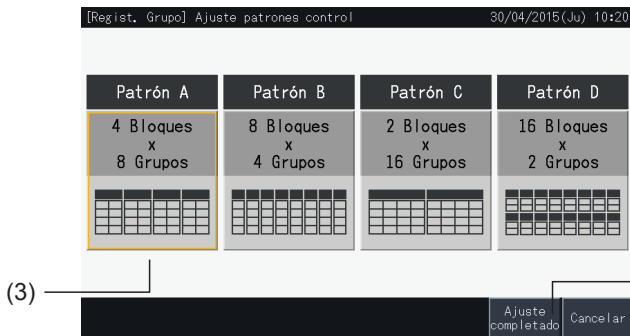 [Regist. Grupo] Ajuste patrones control 30/04/2015(Ju) 10:20
Patrón A Patrón B Patrón C Patrón D
4 Bloques 8 Bloques 2 Bloques 16 Bloques
x x x x
8 Grupos 4 Grupos 16 Grupos 2 Grupos
(3)
Ajuste
completado Cancelar